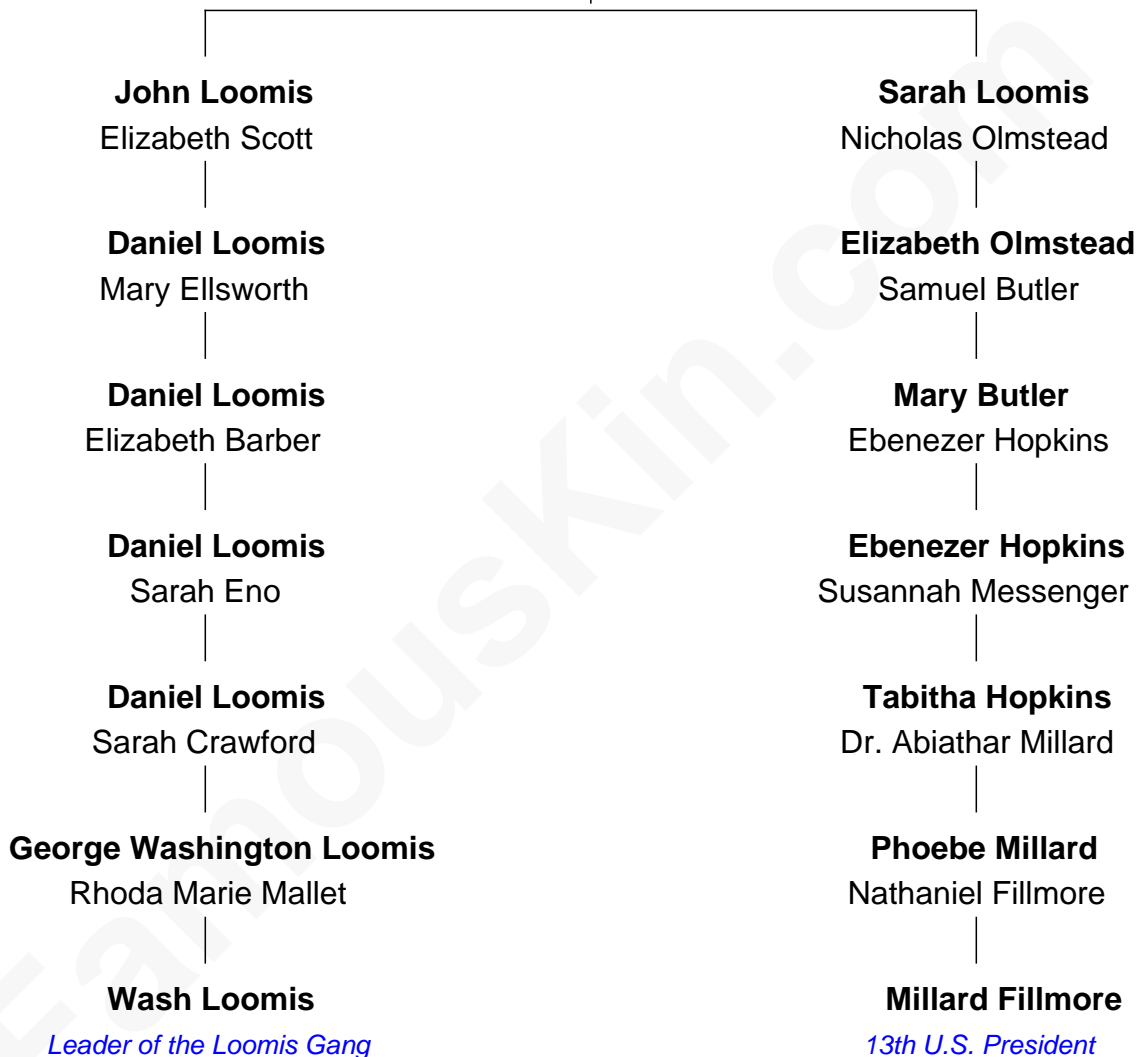 John Loomis
Elizabeth Scott
Sarah Loomis
Nicholas Olmstead
Daniel Loomis
Mary Ellsworth
Elizabeth Olmstead
Samuel Butler
Daniel Loomis
Elizabeth Barber
Mary Butler
Ebenezer Hopkins
Daniel Loomis
Sarah Eno
Ebenezer Hopkins
Susannah Messenger
Daniel Loomis
Sarah Crawford
Tabitha Hopkins
Dr. Abiathar Millard
George Washington Loomis
Rhoda Marie Mallet
Phoebe Millard
Nathaniel Fillmore
Wash Loomis
Leader of the Loomis Gang
Millard Fillmore
13th U.S. President
FamousKin.com